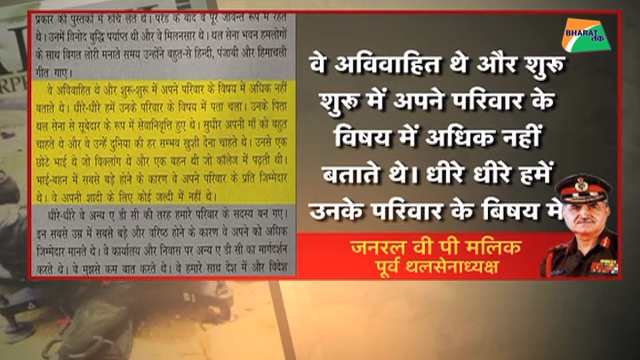 प्रकार की पुस्तकों में रुचि लेते थे। परेड के बाद वे पूरे जीवन्त रूप में रहते
थे। उनमें विनोद बुद्धि पर्याप्त थी और वे मिलनसार थे। थल सेना भवन हमलोगों
के साथ विगत लोरी मनाते समय उन्होंने बहुत-से हिन्दी, पंजाबी और हिमाचली
गीत गाए।
वे अविवाहित थे और शुरू-शुरू में अपने परिवार के विषय में अधिक नहीं
बताते थे। धीरे-धीरे हमें उनके परिवार के विषय में पता चला। उनके पिता
थल सेना से सूबेदार के रूप में सेवानिवृत्त हुए थे। सुधीर अपनी माँ को बहुत
चाहते थे और वे उन्हें दुनिया की हर सम्भव खुशी देना चाहते थे। उनसे एक
छोटे भाई थे जो विकलांग थे और एक बहन थी जो कॉलेज में पढ़ती थी।
भाई-बहन में सबसे बड़े होने के कारण वे अपने परिवार के प्रति जिम्मेदार
थे। वे अपनी शादी के लिए कोई जल्दी में नहीं थे।
धीरे-धीरे वे अन्य ए डी सी की तरह हमारे परिवार के सदस्य बन गए।
इन सबसे उम्र में सबसे बड़े और वरिष्ठ होने के कारण वे अपने को अधिक
जिम्मेदार मानते थे। वे कार्यालय और निवास पर अन्य ए डी सी का मार्गदर्शन
करते थे। वे मुझसे कम बात करते थे। वे हमारे साथ देश में और विदेश
वे अविवाहित थे और शुरू
शुरू में अपने परिवार के
विषय में अधिक नहीं
बताते थे। धीरे धीरे हमें
उनके परिवार के बिषय मे
जनरल वी पी मलिक
पूर्व थलसेनाध्यक्ष
BHARAT
तक